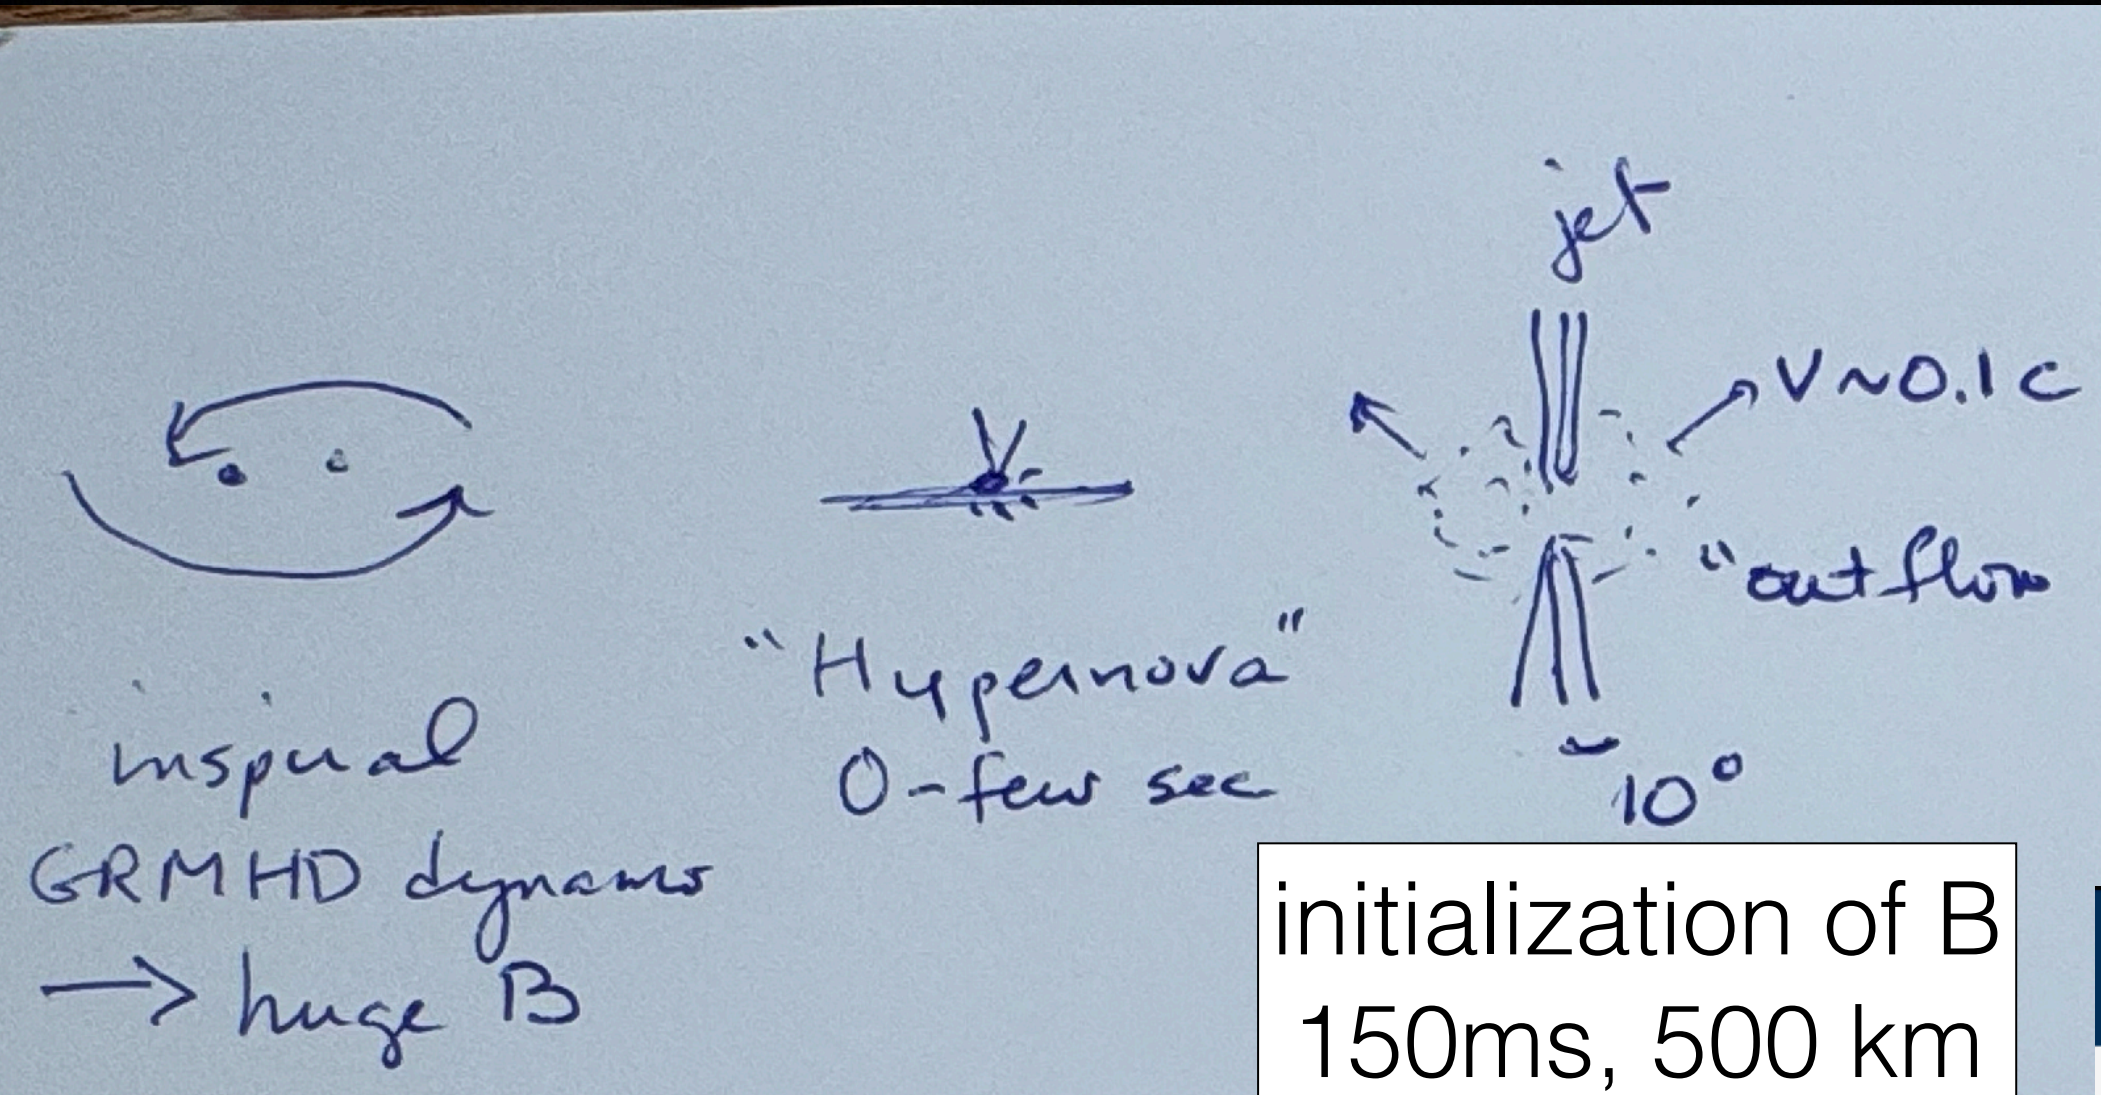 jet
V~0.1c
"outflow
inspiral
GRMHD dynamo
→ huge B
"Hypernova"
0-few sec
10°
initialization of B
150ms, 500 km